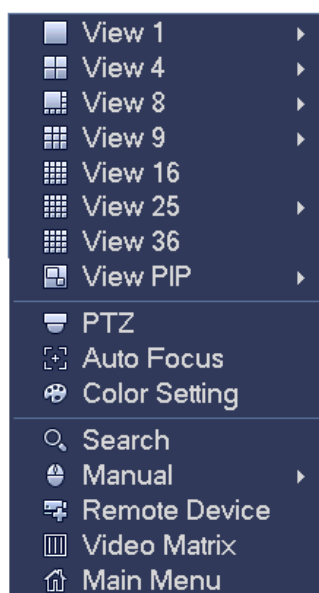 View 1
View 4
View 8
View 9
View 16
View 25
View 36
View PIP
PTZ
Auto Focus
Color Setting
Search
Manual
Remote Device
Video Matrix
Main Menu